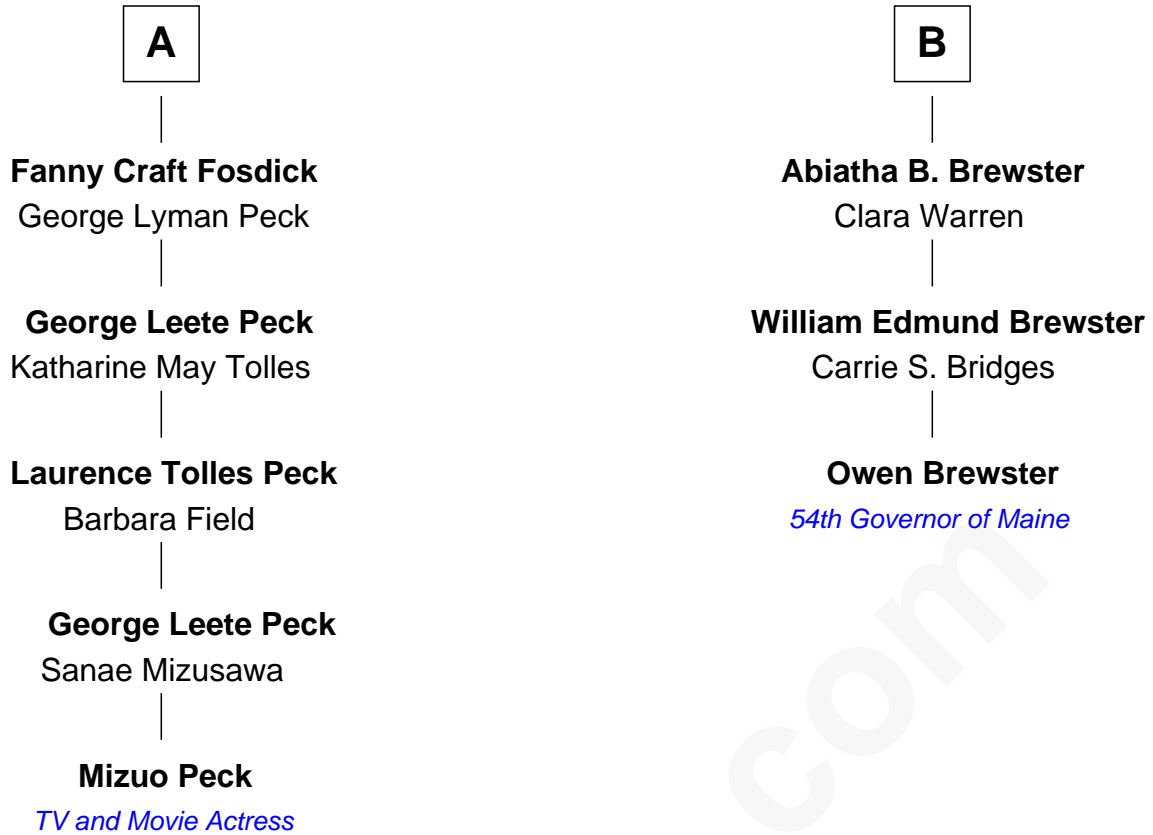 A
Fanny Craft Fosdick
George Lyman Peck
George Leete Peck
Katharine May Tolles
Laurence Tolles Peck
Barbara Field
George Leete Peck
Sanae Mizusawa
Mizuo Peck
TV and Movie Actress
B
Abiatha B. Brewster
Clara Warren
William Edmund Brewster
Carrie S. Bridges
Owen Brewster
54th Governor of Maine
com